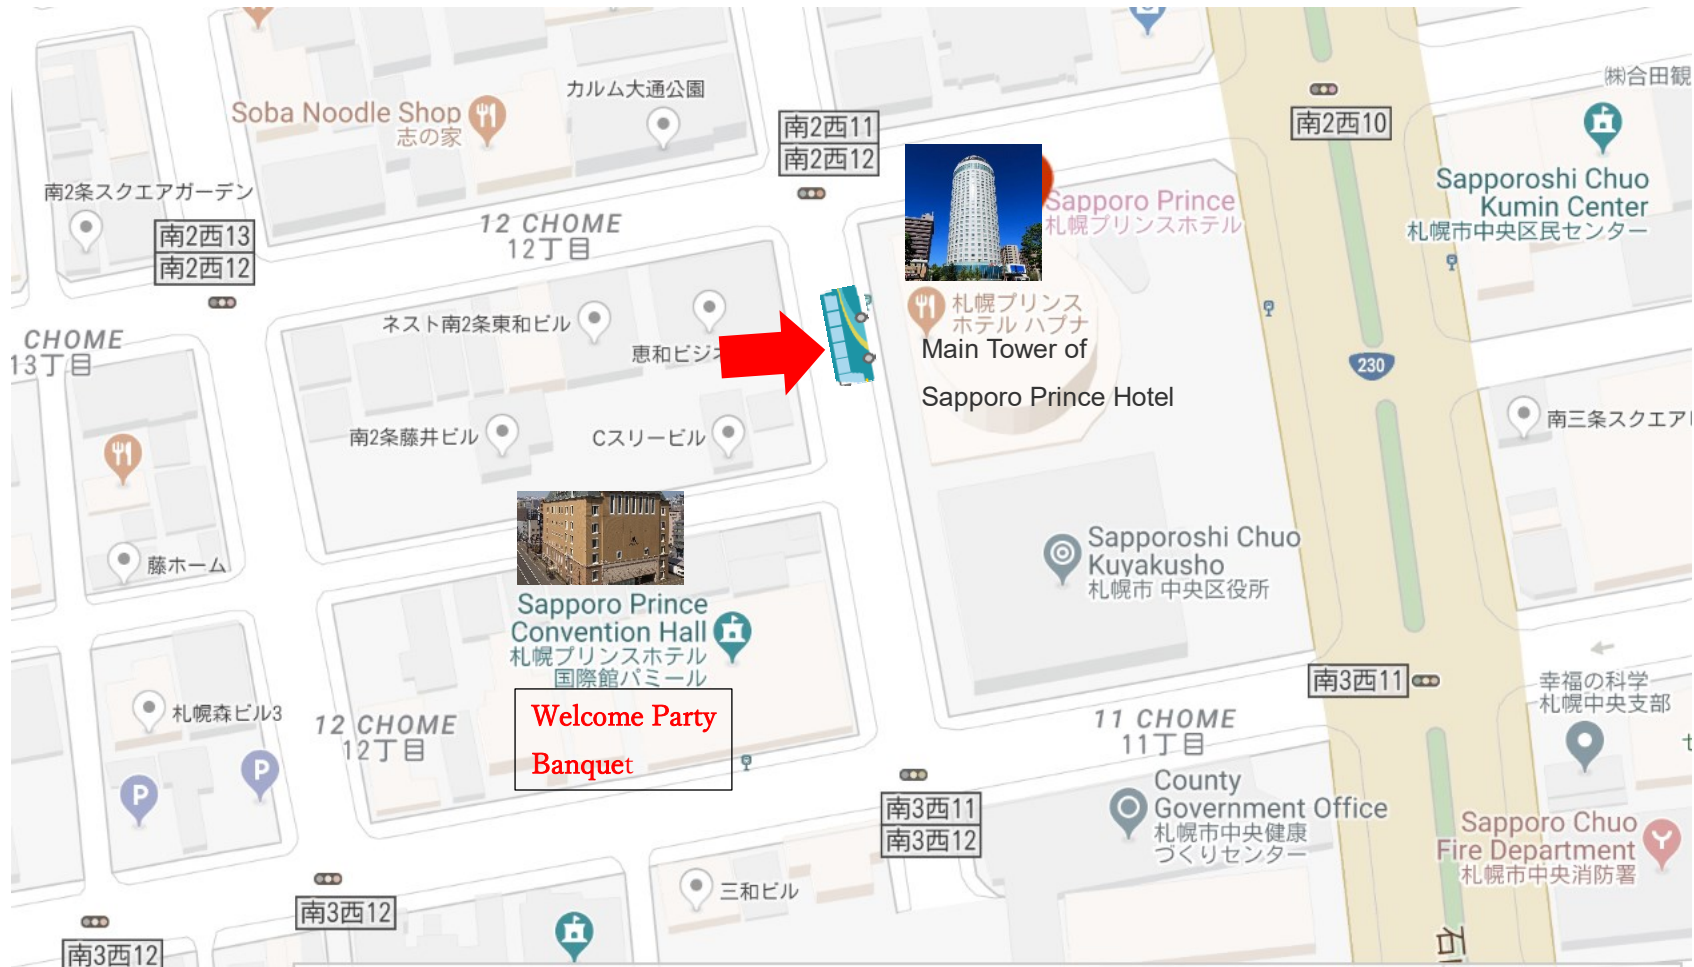 ㈱合田観
カルム大通公園
Soba Noodle Shop
志の家
南2西11
南2西12
南2西10
Sapporoshi Chuo
Kumin Center
札幌市中央区民センター
南2条スクエアガーデン
Sapporo Prince
札幌プリンスホテル
12 CHOME
12丁目
南2西13
南2西12
札幌プリンス
ホテル ハプナ
Main Tower of
Sapporo Prince Hotel
ネスト南2条東和ビル
恵和ビジ
CHOME
13丁目
230
南三条スクエア
南2条藤井ビル
Cスリービル
Sapporoshi Chuo
Kuyakusho
札幌市 中央区役所
藤ホーム
Sapporo Prince
Convention Hall
札幌プリンスホテル
国際館パミール
Welcome Party
Banquet
南3西11
幸福の科学
札幌中央支部
セ
札幌森ビル3
12 CHOME
12丁目
11 CHOME
11丁目
P
P
County
Government Office
札幌市中央健康
づくりセンター
南3西11
南3西12
Sapporo Chuo
Fire Department
札幌市中央消防署
三和ビル
南3西12
南3西12
石